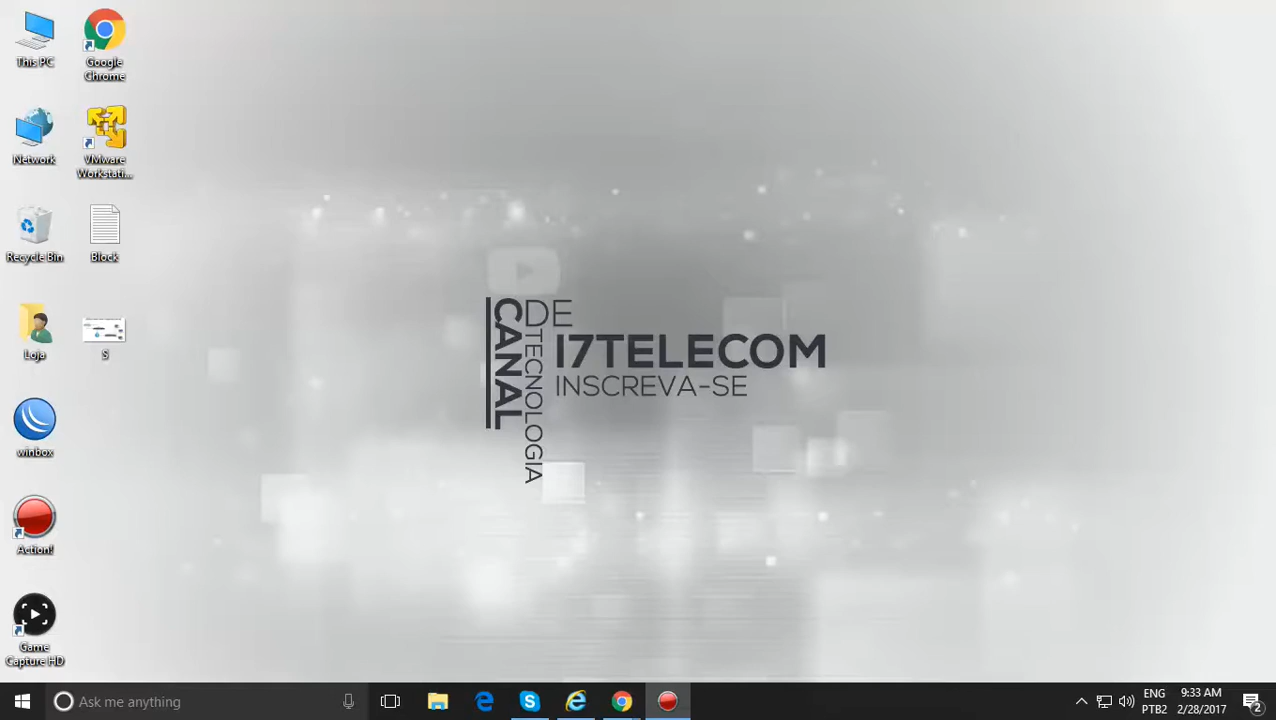 This PC
Google
Chrome
Network
VMware
Workstati...
Recycle Bin
Block
Loja
S
winbox
Action!
Game
Capture HD
CANAL
DE
TECNOLOGIA
I7TELECOM
INSCREVA-SE
Ask me anything
ENG
PTB2
9:33 AM
2/28/2017
2